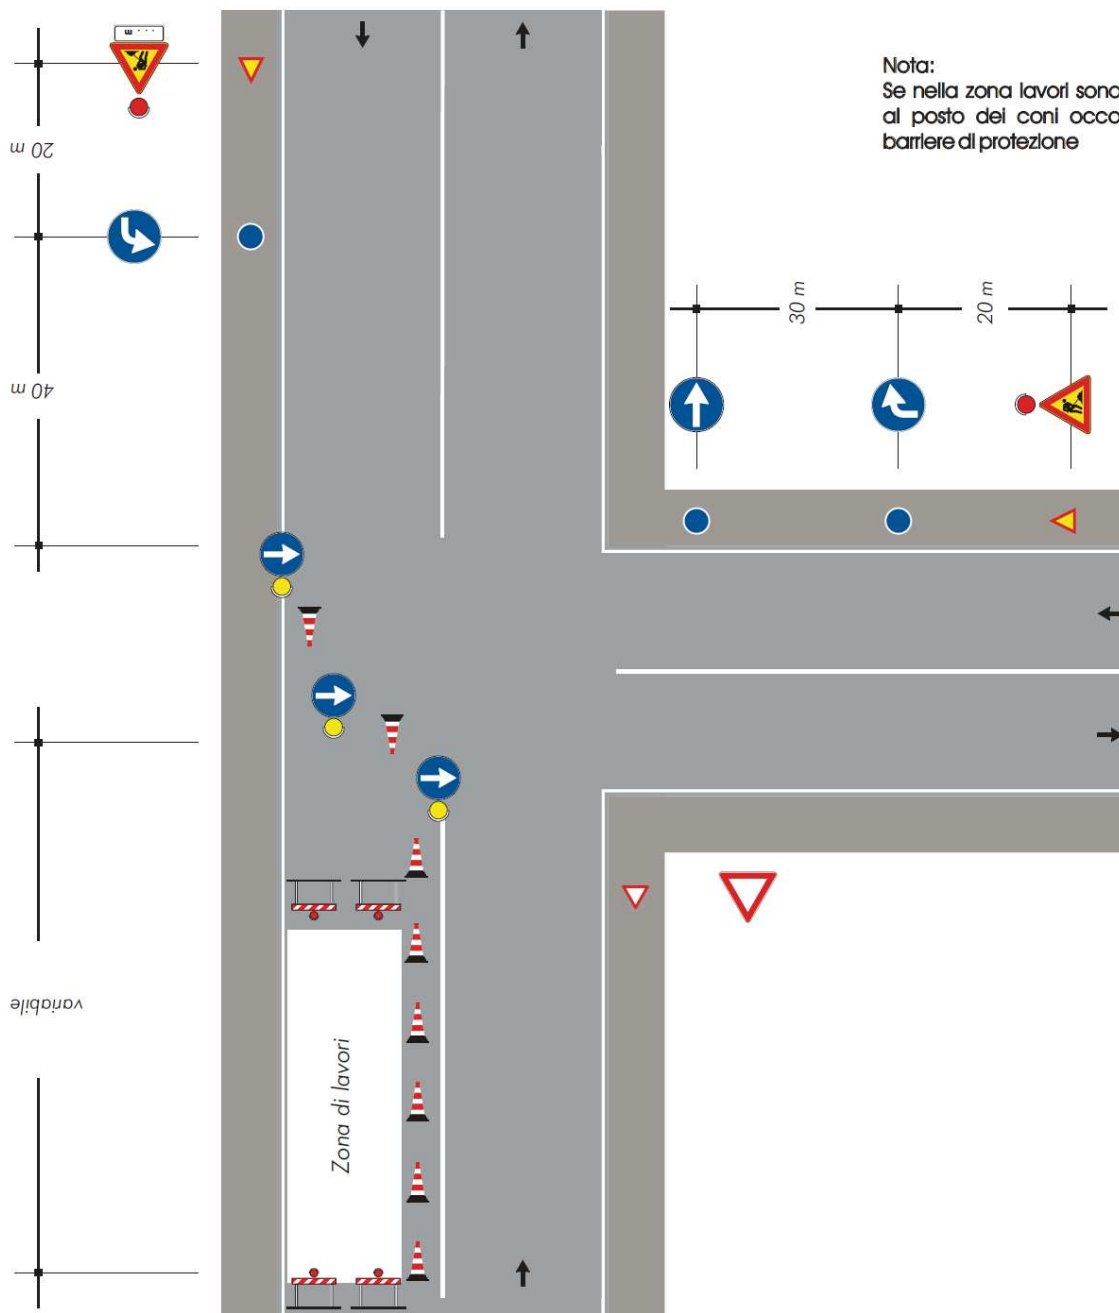 m
Nota:
Se nella zona lavori sono
al posto dei coni occo
barriere di protezione
20 m
40 m
30 m
20 m
variabile
Zona di lavori